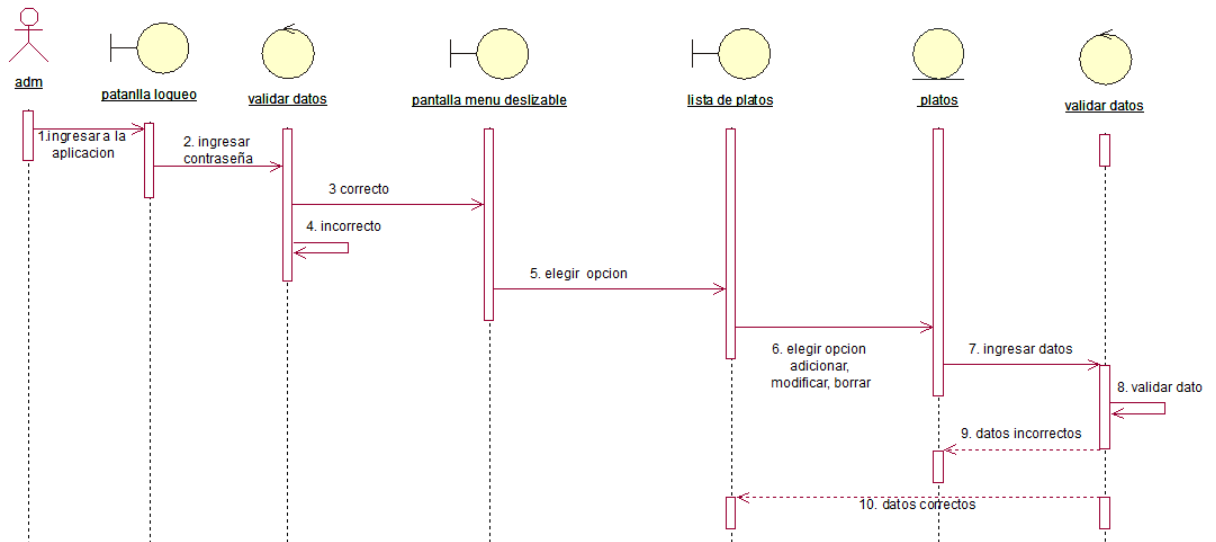 adm
patanlla loqueo
validar datos
pantalla menu deslizable
lista de platos
platos
validar datos
1.ingresar a la
aplicacion
2. ingresar
contraseña
3 correcto
4. incorrecto
5. elegir opcion
6. elegir opcion
adicionar,
modificar, borrar
7. ingresar datos
8. validar dato
9. datos incorrectos
10. datos correctos